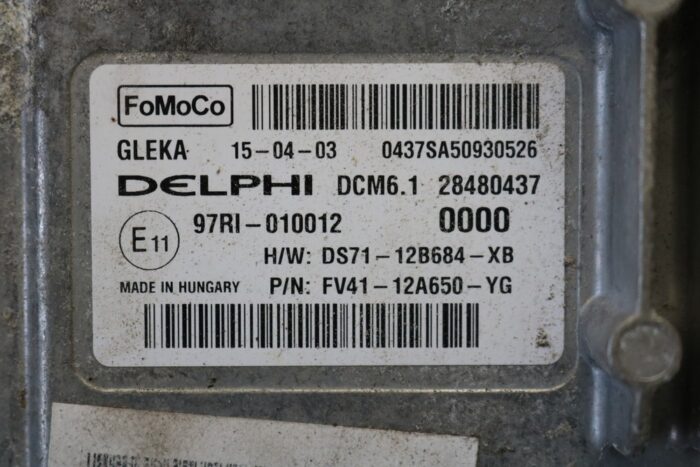 FoMoCo
GLEKA 15-04-03 0437SA50930526
DELPHI DCM6.1 28480437
E11 97RI-010012 0000
H/W: DS71-12B684-XB
MADE IN HUNGARY P/N: FV41-12A650-YG